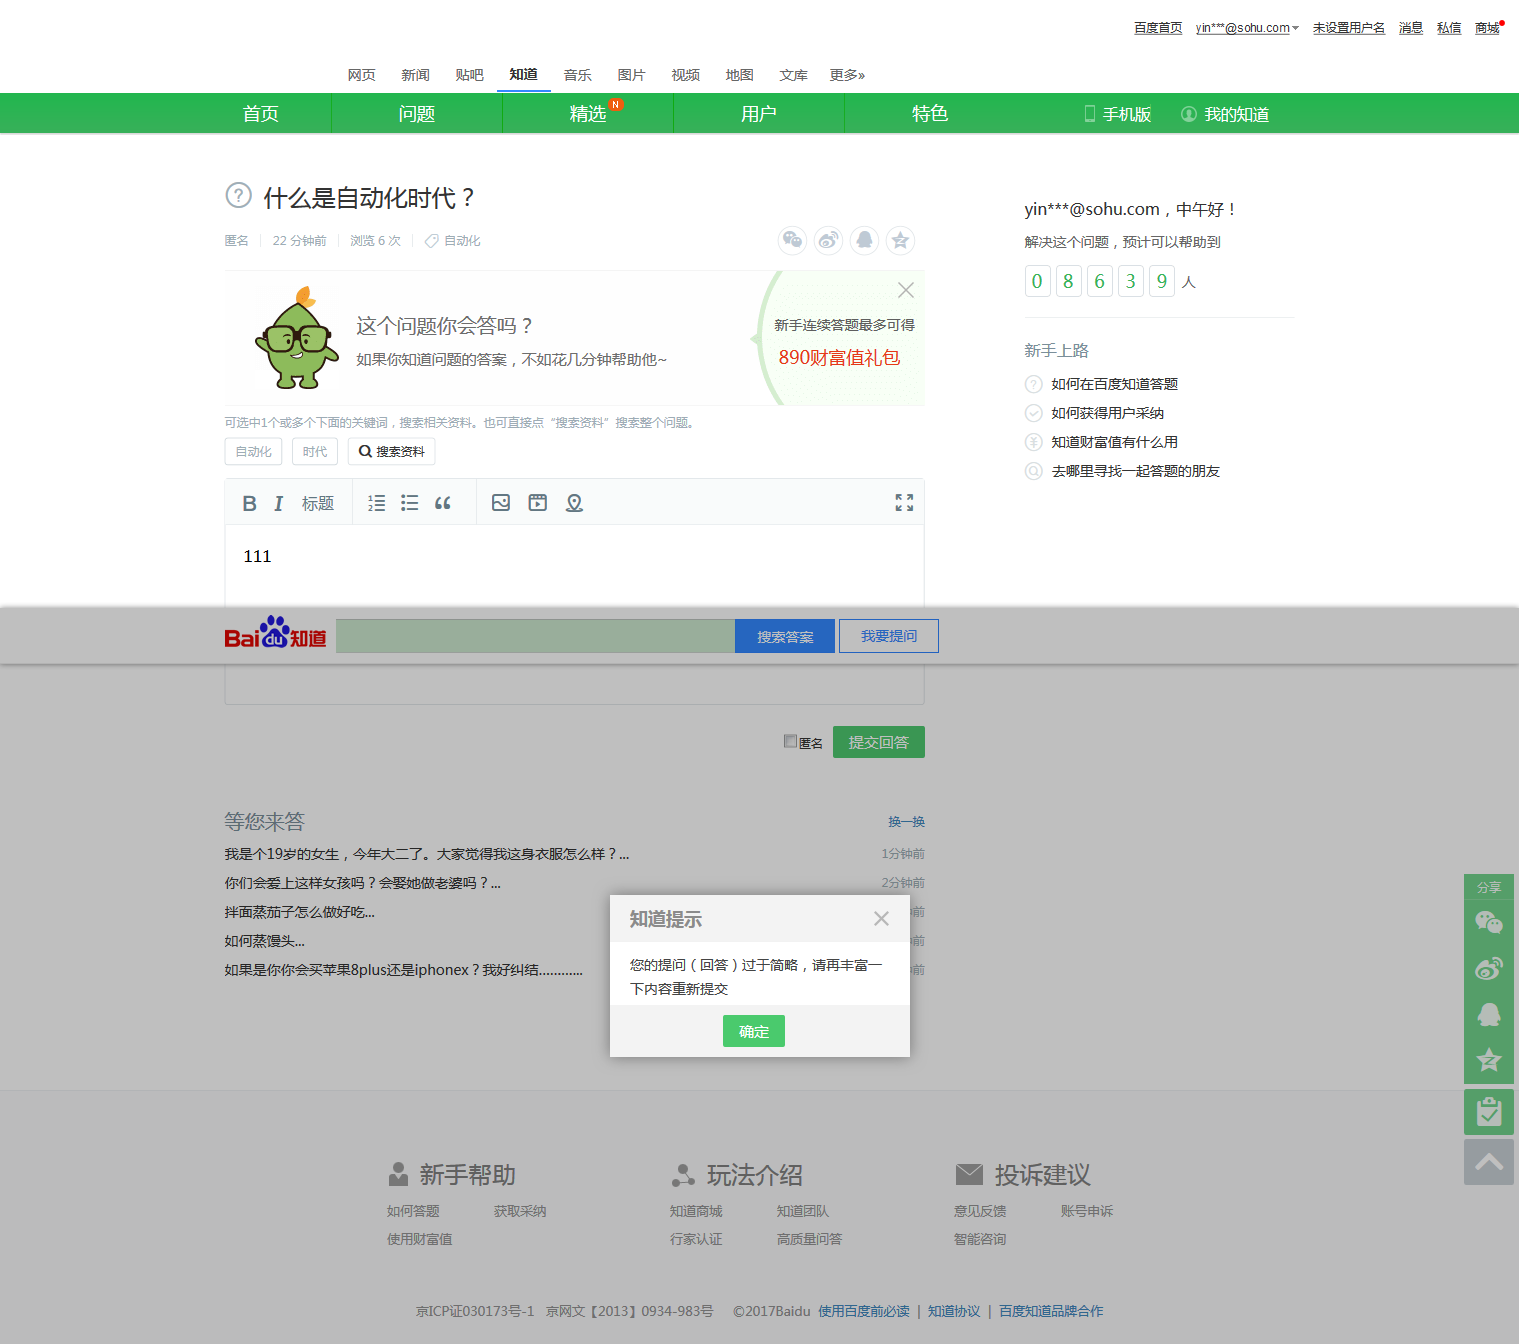 百度首页 yin***@sohu.com 未设置用户名 消息 私信 商城
网页 新闻 贴吧 知道 音乐 图片 视频 地图 文库 更多»
首页 问题 精选 N 用户 特色 手机版 我的知道
什么是自动化时代？
匿名 22 分钟前 浏览 6 次 自动化
这个问题你会答吗？
如果你知道问题的答案，不如花几分钟帮助他~
新手连续答题最多可得
890财富值礼包
可选中1个或多个下面的关键词，搜索相关资料。也可直接点“搜索资料”搜索整个问题。
自动化 时代 搜索资料
B I 标题
111
yin***@sohu.com，中午好！
解决这个问题，预计可以帮助到
0 8 6 3 9 人
新手上路
如何在百度知道答题
如何获得用户采纳
知道财富值有什么用
去哪里寻找一起答题的朋友
Bai du 知道 搜索答案 我要提问
匿名 提交回答
等您来答 换一换
我是个19岁的女生，今年大二了。大家觉得我这身衣服怎么样？... 1分钟前
你们会爱上这样女孩吗？会娶她做老婆吗？... 2分钟前
拌面蒸茄子怎么做好吃... 前
如何蒸馒头... 前
如果是你你会买苹果8plus还是iphonex？我好纠结............ 前
知道提示
您的提问（回答）过于简略，请再丰富一
下内容重新提交
确定
分享
新手帮助
如何答题 获取采纳
使用财富值
玩法介绍
知道商城 知道团队
行家认证 高质量问答
投诉建议
意见反馈 账号申诉
智能咨询
京ICP证030173号-1 京网文【2013】0934-983号 ©2017Baidu 使用百度前必读 | 知道协议 | 百度知道品牌合作